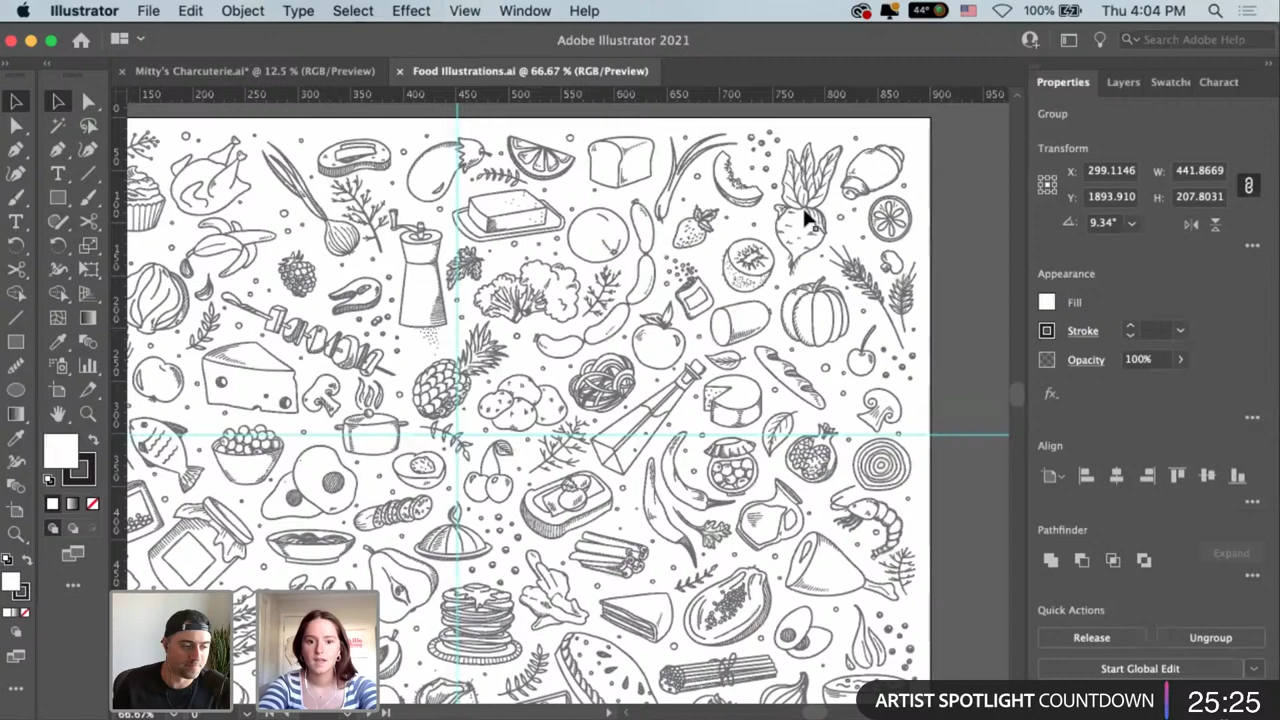 Illustrator File Edit Object Type Select Effect View Window Help 44° 100% Thu 4:04 PM
Adobe Illustrator 2021 Search Adobe Help
× Mitty's Charcuterie.ai* @ 12.5 % (RGB/Preview) × Food Illustrations.ai @ 66.67 % (RGB/Preview)
Properties Layers Swatch Charact
150 200 250 300 350 400 450 500 550 600 650 700 750 800 850 900 950
Group
Transform
X: 299.1146 W: 441.8669
Y: 1893.910 H: 207.8031
9.34°
Appearance
Fill
Stroke
Opacity 100%
fx.
Align
Pathfinder
Expand
Quick Actions
Release Ungroup
Start Global Edit
66.67%
ARTIST SPOTLIGHT COUNTDOWN 25:25